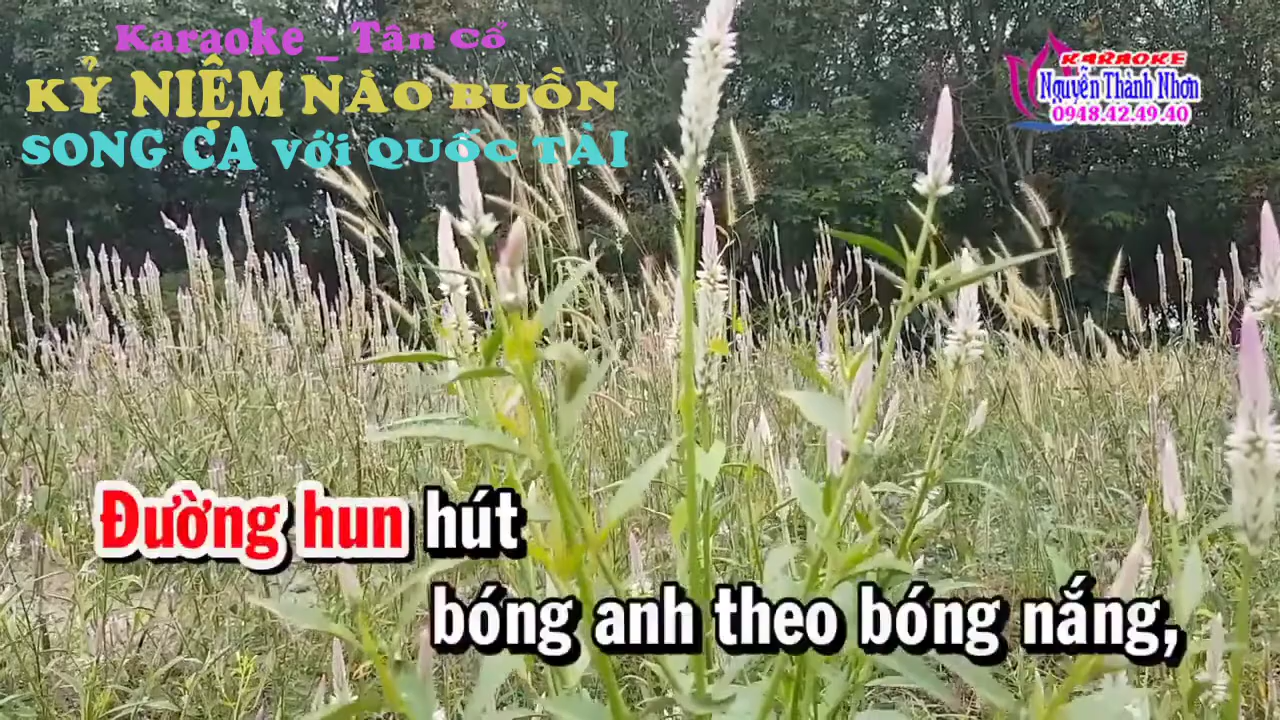 Karaoke _ Tân Cổ
KỶ NIỆM NÀO BUỒN
SONG CA với QUỐC TÀI
KARAOKE
Nguyễn Thành Nhơn
0948.42.49.40
Đường hun hút
bóng anh theo bóng nắng,